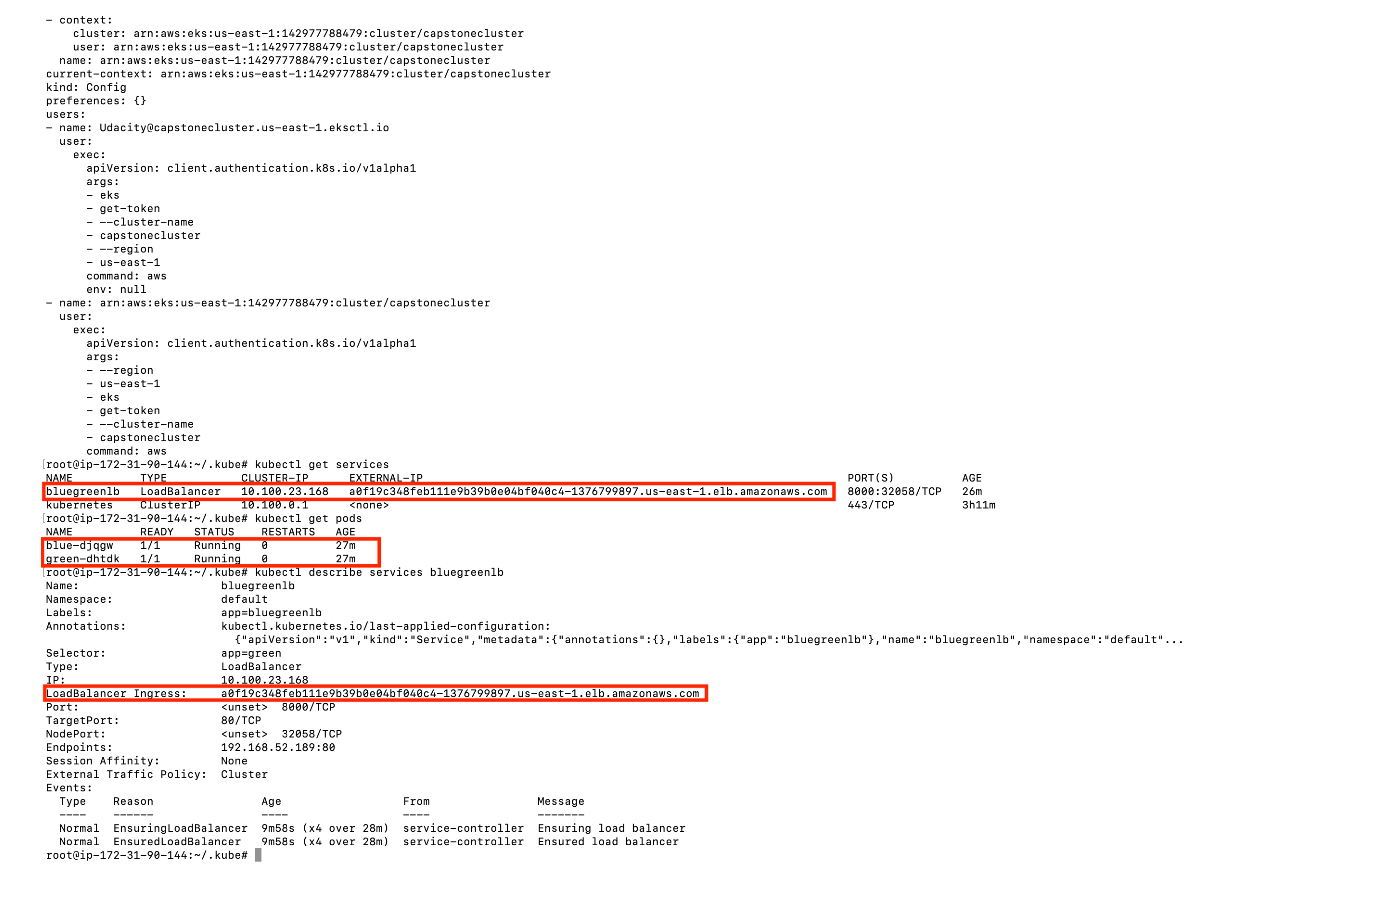 - context:
cluster: arn:aws:eks:us-east-1:142977788479:cluster/capstonecluster
user: arn:aws:eks:us-east-1:142977788479:cluster/capstonecluster
name: arn:aws:eks:us-east-1:142977788479:cluster/capstonecluster
current-context: arn:aws:eks:us-east-1:142977788479:cluster/capstonecluster
kind: Config
preferences: {}
users:
- name: Udacity@capstonecluster.us-east-1.eksctl.io
user:
exec:
apiVersion: client.authentication.k8s.io/v1alpha1
args:
- eks
- get-token
- --cluster-name
- capstonecluster
- --region
- us-east-1
command: aws
env: null
- name: arn:aws:eks:us-east-1:142977788479:cluster/capstonecluster
user:
exec:
apiVersion: client.authentication.k8s.io/v1alpha1
args:
- --region
- us-east-1
- eks
- get-token
- --cluster-name
- capstonecluster
command: aws
[root@ip-172-31-90-144:~/.kube# kubectl get services
NAME TYPE CLUSTER-IP EXTERNAL-IP PORT(S) AGE
bluegreenlb LoadBalancer 10.100.23.168 a0f19c348feb111e9b39b0e04bf040c4-1376799897.us-east-1.elb.amazonaws.com 8000:32058/TCP 26m
kubernetes ClusterIP 10.100.0.1 <none> 443/TCP 3h11m
[root@ip-172-31-90-144:~/.kube# kubectl get pods
NAME READY STATUS RESTARTS AGE
blue-djqgw 1/1 Running 0 27m
green-dhtdk 1/1 Running 0 27m
[root@ip-172-31-90-144:~/.kube# kubectl describe services bluegreenlb
Name: bluegreenlb
Namespace: default
Labels: app=bluegreenlb
Annotations: kubectl.kubernetes.io/last-applied-configuration:
{"apiVersion":"v1","kind":"Service","metadata":{"annotations":{},"labels":{"app":"bluegreenlb"},"name":"bluegreenlb","namespace":"default"...
Selector: app=green
Type: LoadBalancer
IP: 10.100.23.168
LoadBalancer Ingress: a0f19c348feb111e9b39b0e04bf040c4-1376799897.us-east-1.elb.amazonaws.com
Port: <unset> 8000/TCP
TargetPort: 80/TCP
NodePort: <unset> 32058/TCP
Endpoints: 192.168.52.189:80
Session Affinity: None
External Traffic Policy: Cluster
Events:
Type Reason Age From Message
---- ------ ---- ---- -------
Normal EnsuringLoadBalancer 9m58s (x4 over 28m) service-controller Ensuring load balancer
Normal EnsuredLoadBalancer 9m58s (x4 over 28m) service-controller Ensured load balancer
root@ip-172-31-90-144:~/.kube#